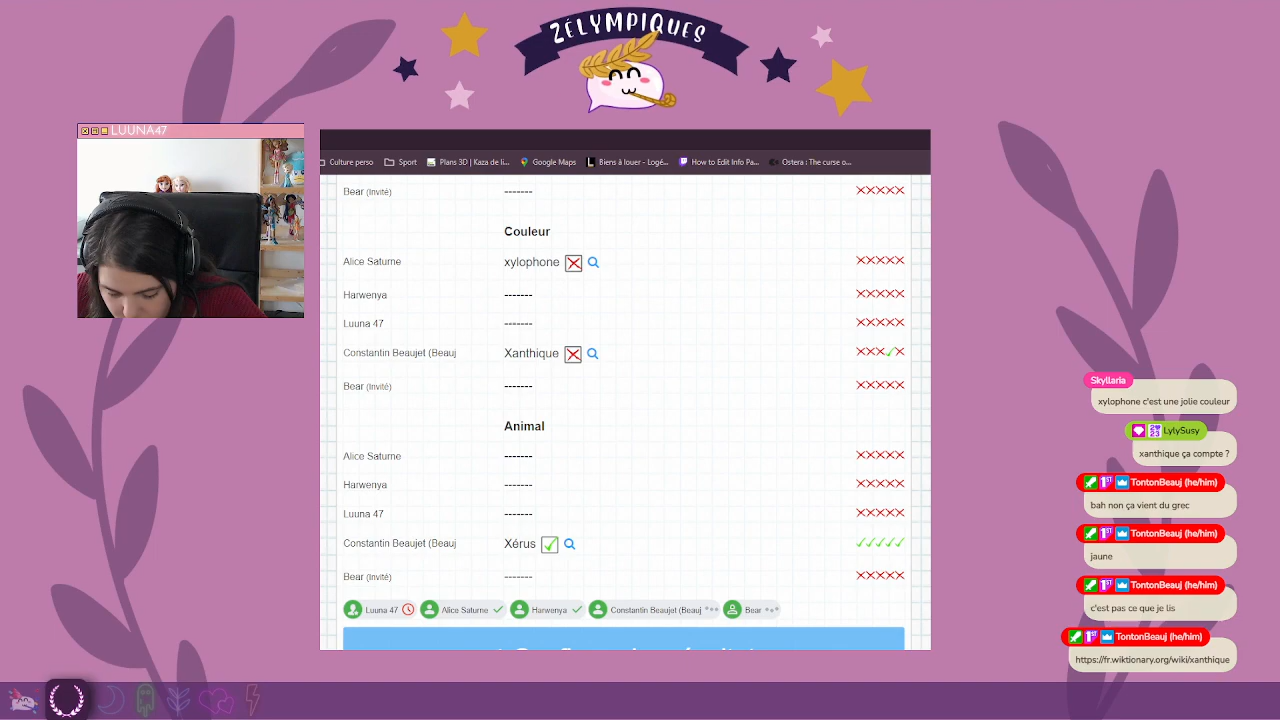 ZÉLYMPIQUES
LUUNA47
Culture perso Sport Plans 3D | Kaza de li... Google Maps Biens à louer - Logé... How to Edit Info Pa... Ostera : The curse o...
Bear (Invité) -------
Couleur
Alice Saturne xylophone
Harwenya -------
Luuna 47 -------
Constantin Beaujet (Beauj Xanthique
Bear (Invité) -------
Animal
Alice Saturne -------
Harwenya -------
Luuna 47 -------
Constantin Beaujet (Beauj Xérus
Bear (Invité) -------
Luuna 47 Alice Saturne Harwenya Constantin Beaujet (Beauj Bear
Skyllaria
xylophone c'est une jolie couleur
LylySusy
xanthique ça compte ?
1ST TontonBeauj (he/him)
bah non ça vient du grec
1ST TontonBeauj (he/him)
jaune
1ST TontonBeauj (he/him)
c'est pas ce que je lis
1ST TontonBeauj (he/him)
https://fr.wiktionary.org/wiki/xanthique